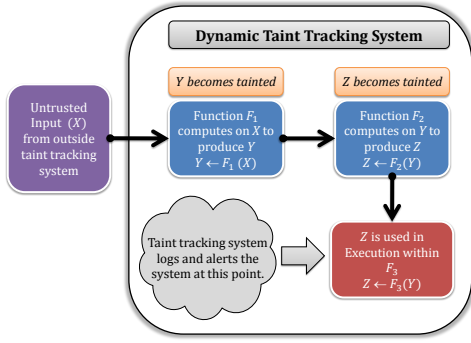 Dynamic Taint Tracking System
Y becomes tainted
Z becomes tainted
Untrusted
Input (X)
from outside
taint tracking
system
Function F₁
computes on X to
produce Y
Y ← F₁ (X)
Function F₂
computes on Y to
produce Z
Z ← F₂(Y)
Taint tracking system
logs and alerts the
system at this point.
Z is used in
Execution within
F₃
Z ← F₃(Y)